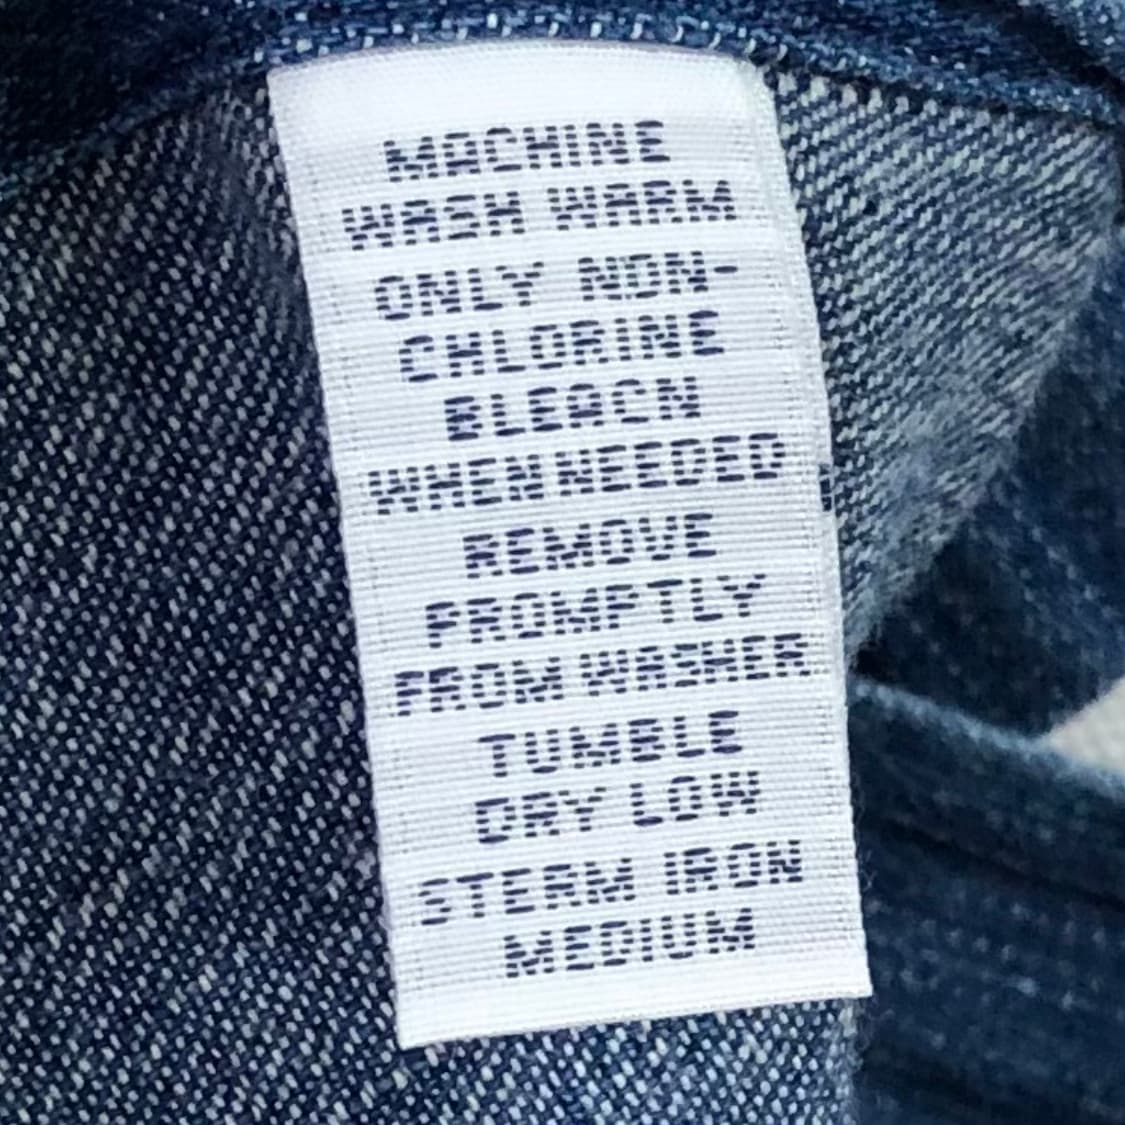 MACHINE
WASH WARM
ONLY NON-
CHLORINE
BLEACN
WHEN NEEDED
REMOVE
PROMPTLY
FROM WASHER
TUMBLE
DRY LOW
STERM IRON
MEDIUM